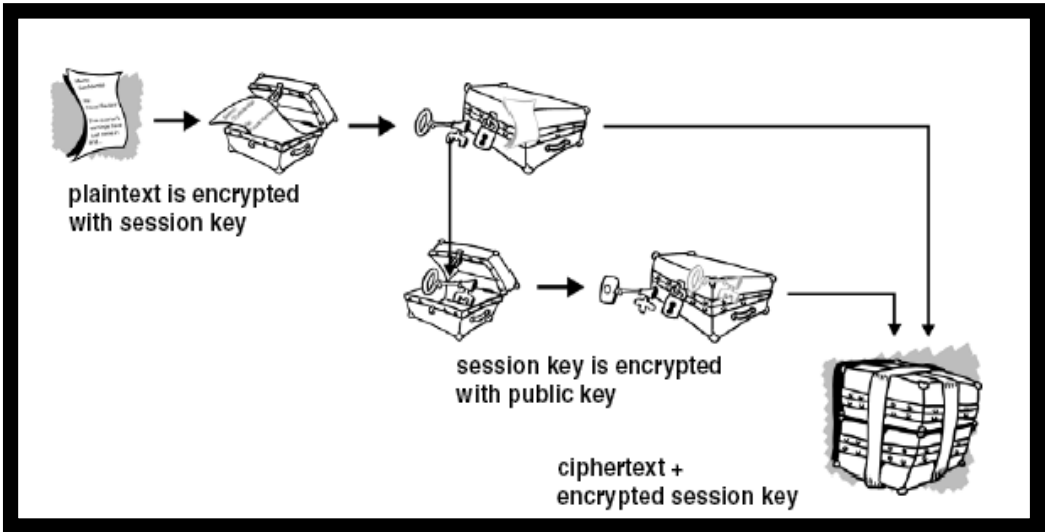 plaintext is encrypted
with session key
session key is encrypted
with public key
ciphertext +
encrypted session key